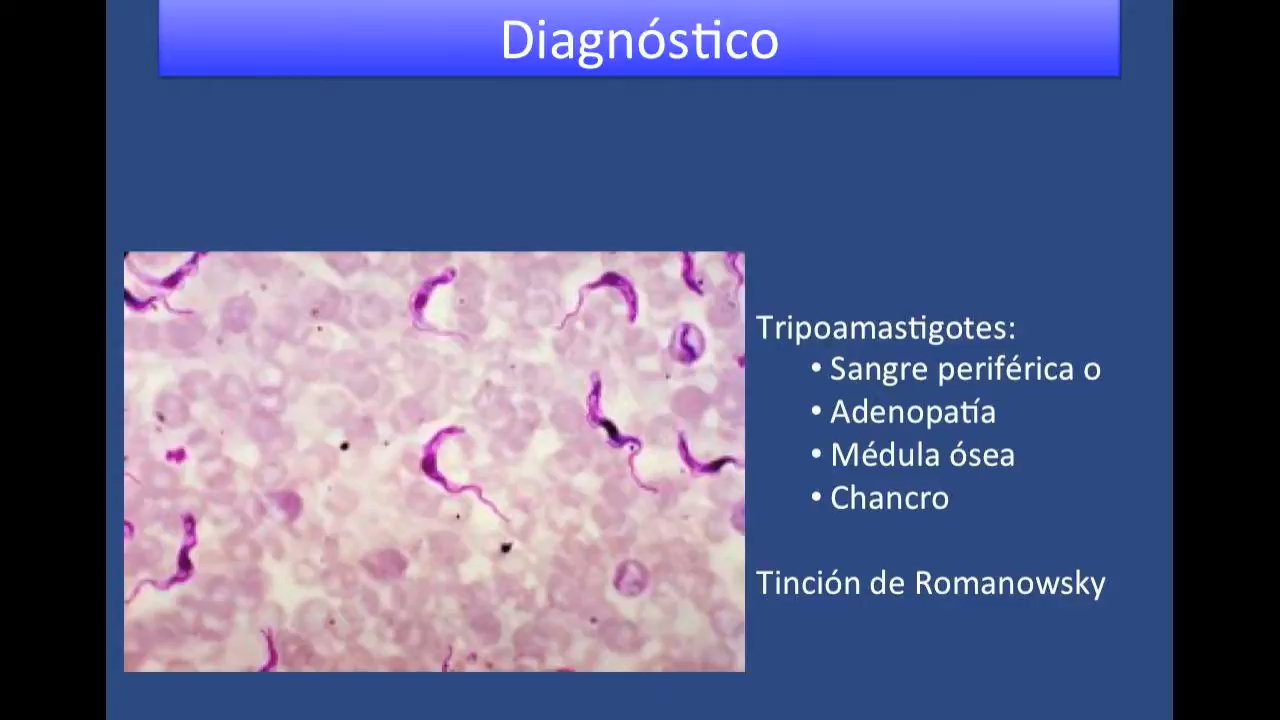 Diagnóstico
Tripoamastigotes:
• Sangre periférica o
• Adenopatía
• Médula ósea
• Chancro
Tinción de Romanowsky